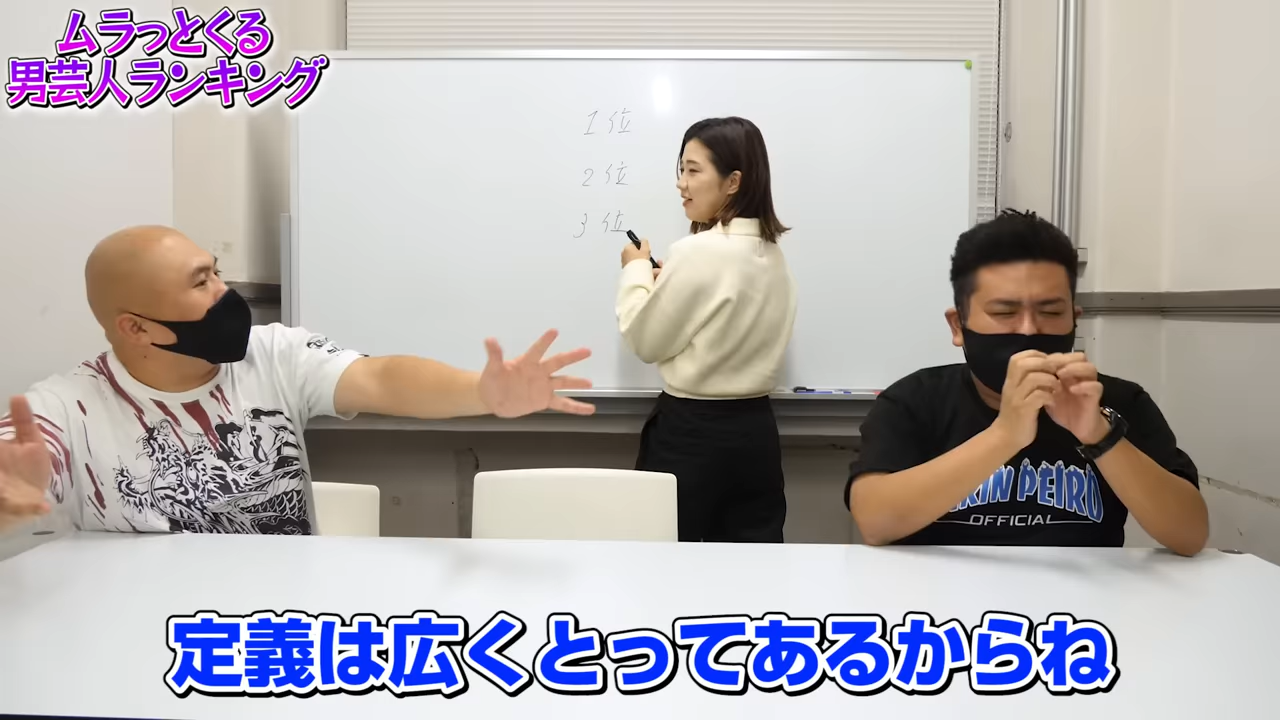 ムラっとくる
男芸人ランキング
1位
2位
3位
OFFICIAL
定義は広くとってあるからね